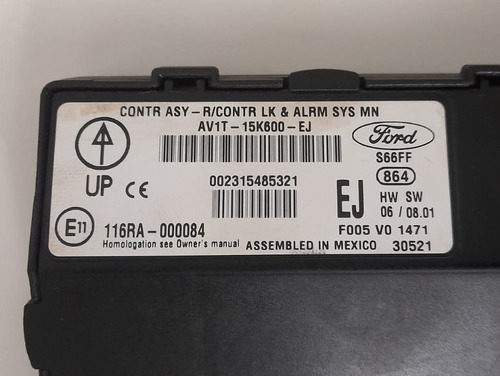 CONTR ASY-R/CONTR LK & ALRM SYS MN
AV1T-15K600-EJ
Ford
S66FF
864
UP CE
002315485321
EJ
HW SW
06 / 08.01
E11
116RA-000084
F005 V0 1471
Homologation see Owner's manual
ASSEMBLED IN MEXICO
30521